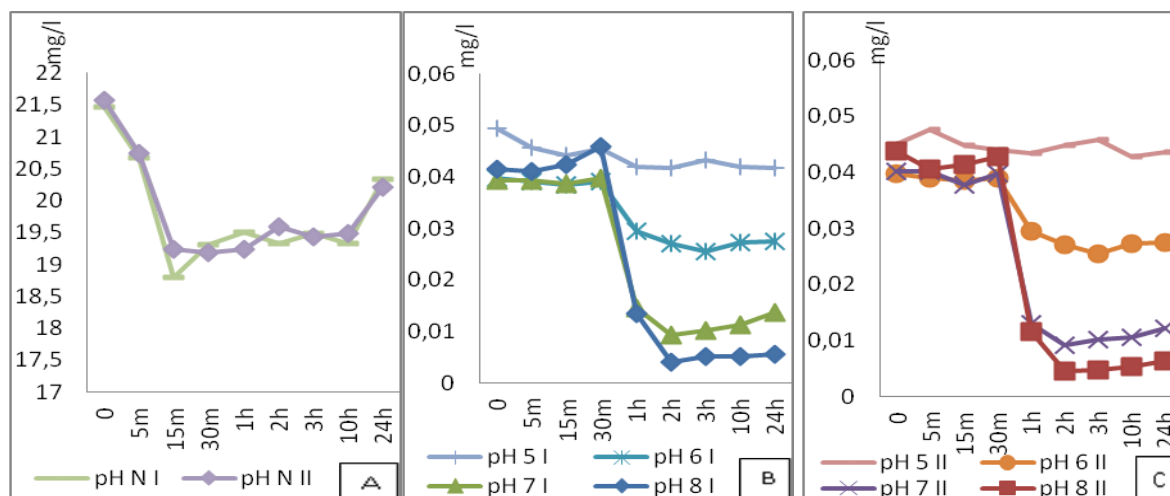 mg/l
22
21,5
21
20,5
20
19,5
19
18,5
18
17,5
17
0 5m 15m 30m 1h 2h 3h 10h 24h
pH N I pH N II
A
mg/l
0,06
0,05
0,04
0,03
0,02
0,01
0
0 5m 15m 30m 1h 2h 3h 10h 24h
pH 5 I pH 6 I
pH 7 I pH 8 I
B
mg/l
0,06
0,05
0,04
0,03
0,02
0,01
0
0 5m 15m 30m 1h 2h 3h 10h 24h
pH 5 II pH 6 II
pH 7 II pH 8 II
C